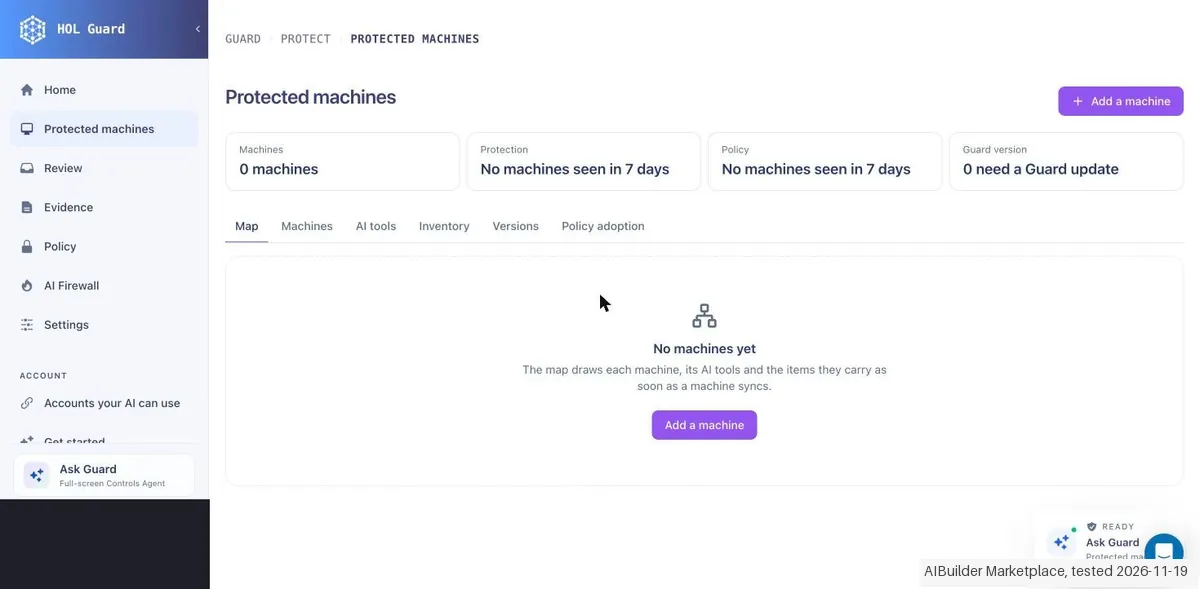 HOL Guard
Home
Protected machines
Review
Evidence
Policy
AI Firewall
Settings
ACCOUNT
Accounts your AI can use
Get started
Ask Guard
Full-screen Controls Agent
GUARD PROTECT PROTECTED MACHINES
Protected machines
+ Add a machine
Machines
0 machines
Protection
No machines seen in 7 days
Policy
No machines seen in 7 days
Guard version
0 need a Guard update
Map Machines AI tools Inventory Versions Policy adoption
No machines yet
The map draws each machine, its AI tools and the items they carry as
soon as a machine syncs.
Add a machine
READY
Ask Guard
Protected
AIBuilder Marketplace, tested 2026-11-19